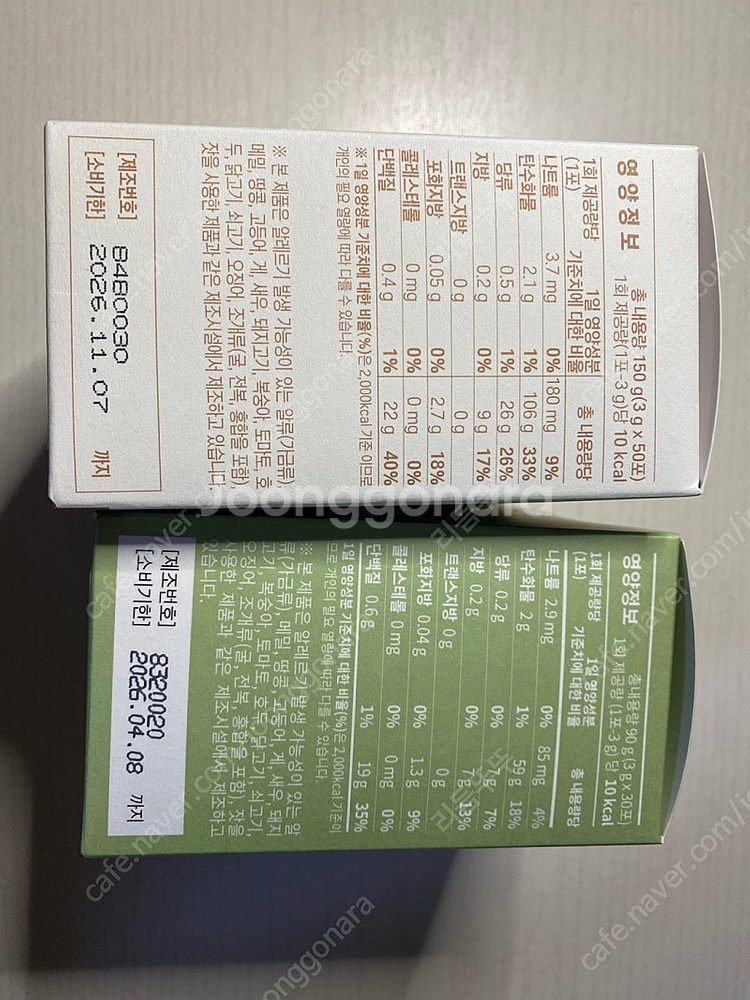 영양정보
총 내용량 150 g(3 g x 50포)
1회 제공량(1포-3 g)당 10 kcal
1회 제공량당 (1포) 1일 영양성분 기준치에 대한 비율 총 내용량당
나트륨 3.7 mg 0% 180 mg 9%
탄수화물 2.1 g 1% 106 g 33%
당류 0.5 g 1% 26 g 26%
지방 0.2 g 0% 9 g 17%
트랜스지방 0 g 0 g
포화지방 0.05 g 0% 2.7 g 18%
콜레스테롤 0 mg 0% 0 mg 0%
단백질 0.4 g 1% 22 g 40%
※ 1일 영양성분 기준치에 대한 비율(%)은 2,000kcal 기준 이므로
개인의 필요 열량에 따라 다를 수 있습니다.
※ 본 제품은 알레르기 발생 가능성이 있는 알류(가금류)
메밀, 땅콩, 고등어, 게, 새우, 돼지고기, 복숭아, 토마토, 호
두, 닭고기, 쇠고기, 오징어, 조개류(굴, 전복, 홍합을 포함)
잣을 사용한 제품과 같은 제조시설에서 제조하고 있습니다
[제조번호] 8480030
[소비기한] 2026.11.07 까지
영양정보
총내용량 90 g (3 g x 30포)
1회 제공량 (1포-3 g) 당 10 kcal
1회 제공량당 (1포) 1일 영양성분 기준치에 대한 비율 총 내용량당
나트륨 2.9 mg 0% 85 mg 4%
탄수화물 2 g 1% 59 g 18%
당류 0.2 g 0% 7 g 7%
지방 0.2 g 0% 7 g 13%
트랜스지방 0 g 0 g
포화지방 0.04 g 0% 1.3 g 9%
콜레스테롤 0 mg 0% 0 mg 0%
단백질 0.6 g 1% 19 g 35%
1일 영양성분 기준치에 대한 비율(%)은 2,000kcal 기준이
므로 개인의 필요 열량에 따라 다를 수 있습니다.
※ 본 제품은 알레르기 발생 가능성이 있는 알
류(가금류), 메밀, 땅콩, 고등어, 게, 새우, 돼지
고기, 복숭아, 토마토, 호두, 닭고기, 쇠고기,
오징어, 조개류(굴, 전복, 홍합을 포함), 잣을
사용한 제품과 같은 제조시설에서 제조하고
있습니다.
[제조번호] 8320020
[소비기한] 2026.04.08 까지
Joonggonara
cafe.naver.com